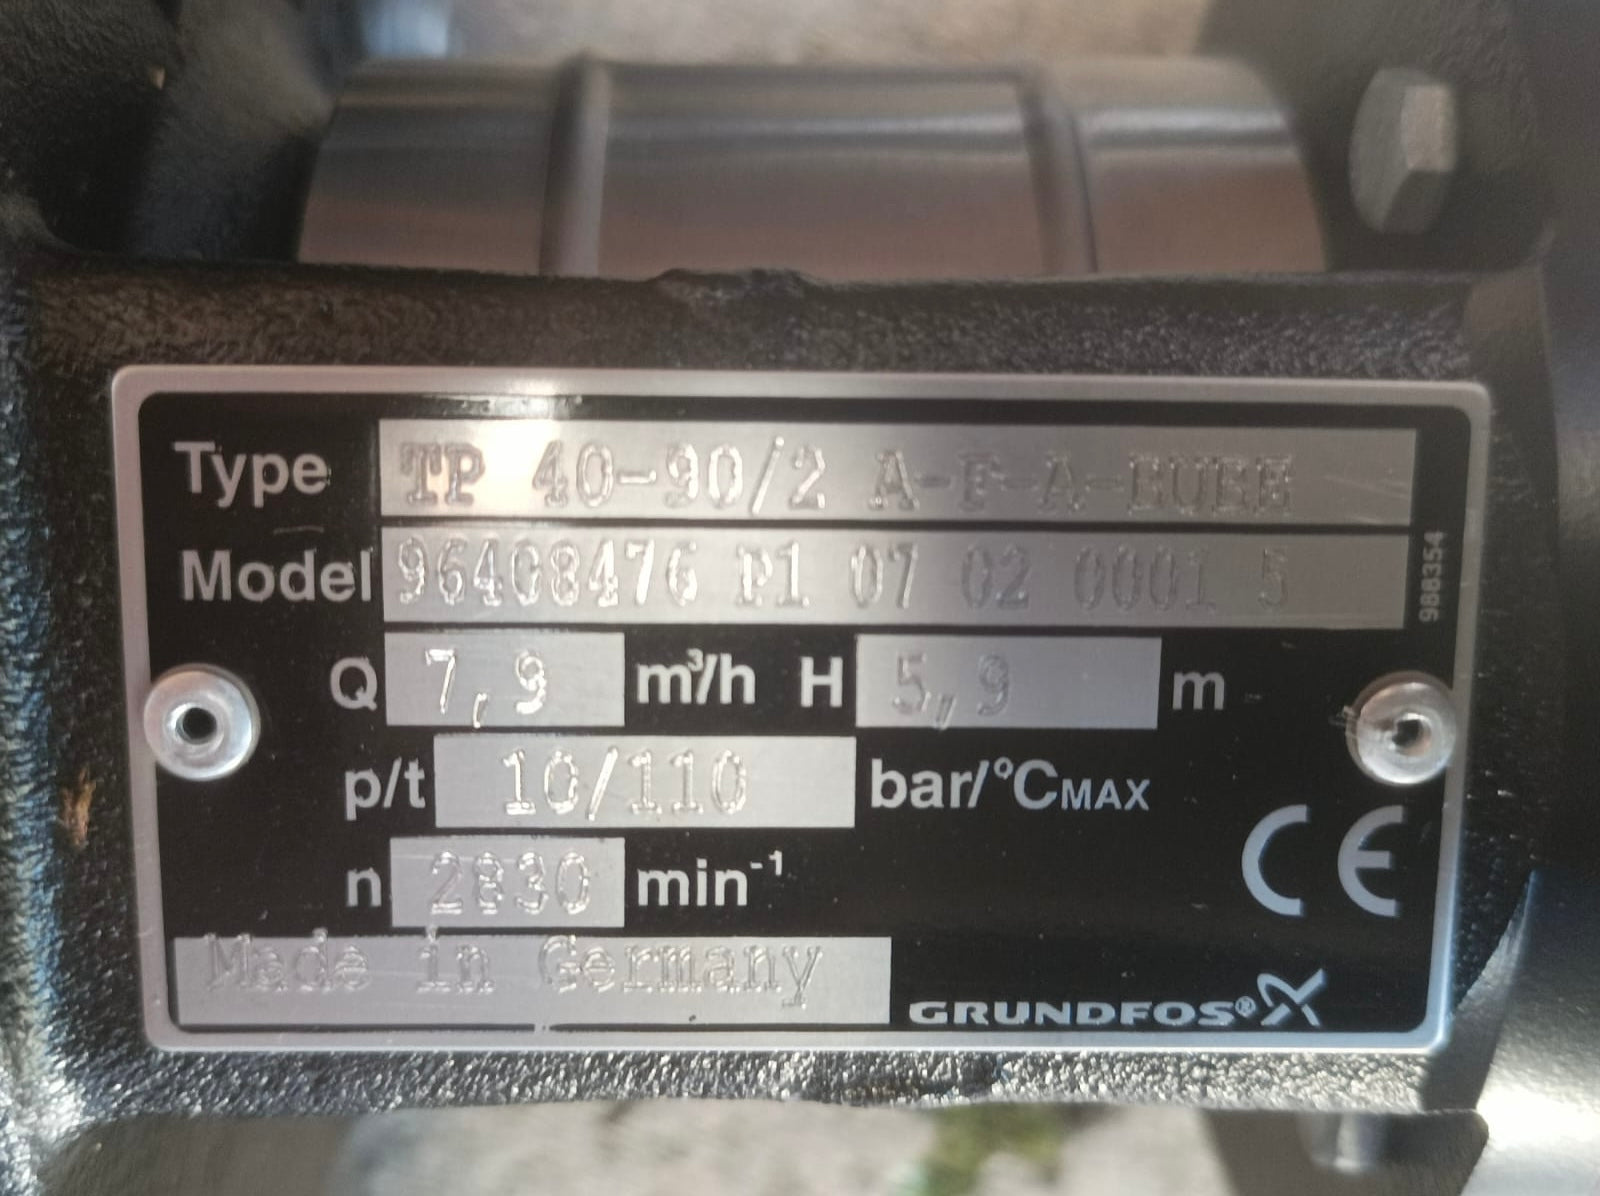 Type TP 40-90/2 A-F-A-BUBE
Model 96408476 P1 07 02 0001 5
988354
Q 7,9 m³/h H 5,9 m
p/t 10/110 bar/°CMAX
n 2830 min⁻¹
CE
Made in Germany
GRUNDFOS®